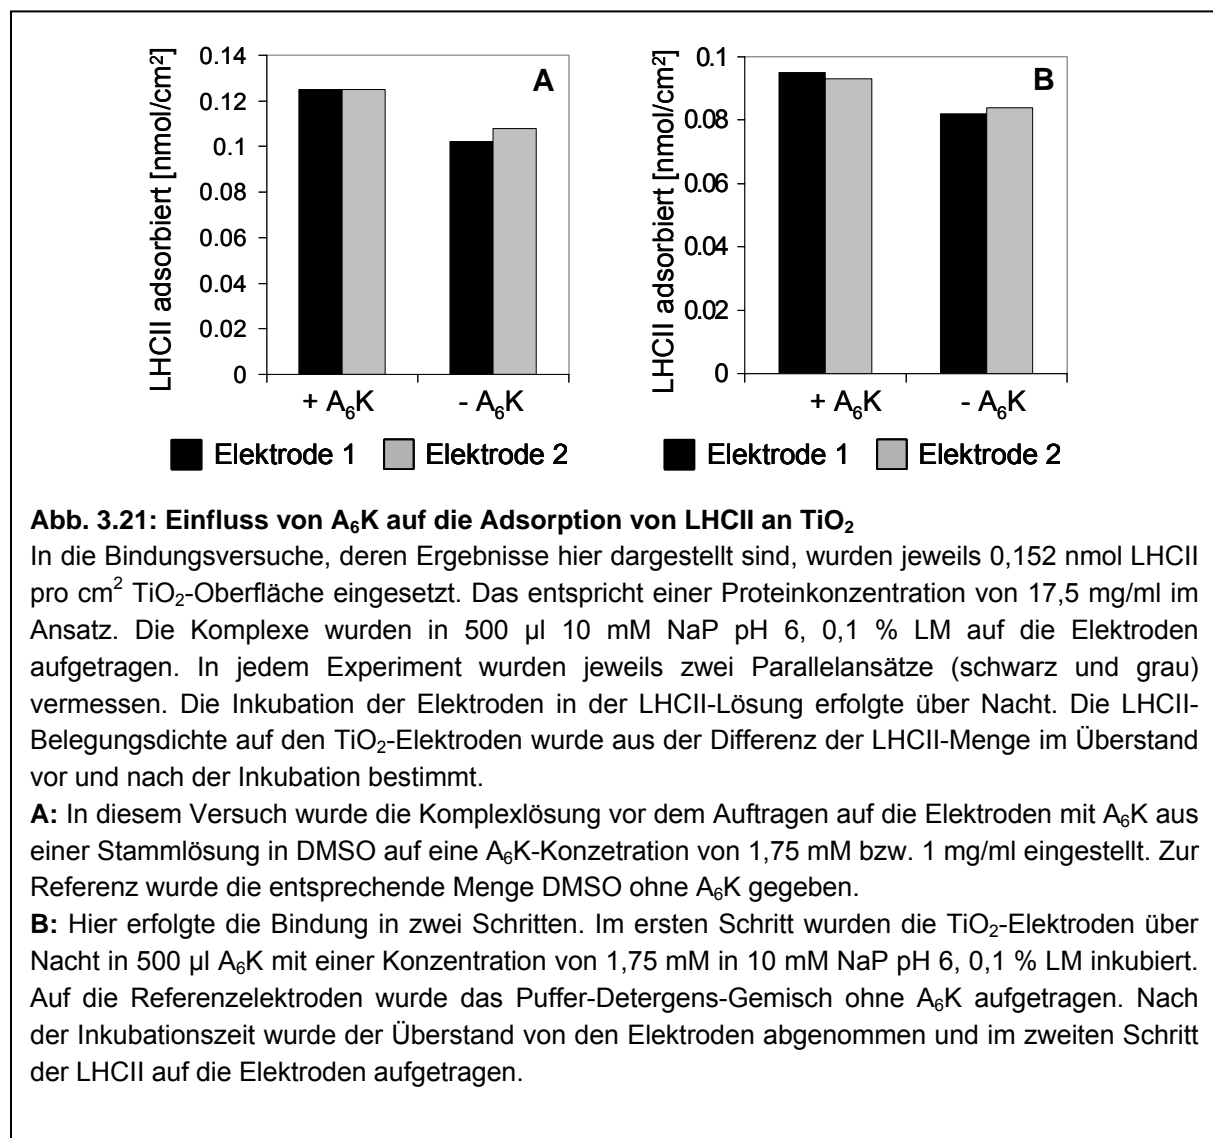 LHCII adsorbiert [nmol/cm²]
0.14
0.12
0.1
0.08
0.06
0.04
0.02
0
A
+ A₆K
- A₆K
Elektrode 1
Elektrode 2
LHCII adsorbiert [nmol/cm²]
0.1
0.08
0.06
0.04
0.02
0
B
+ A₆K
- A₆K
Elektrode 1
Elektrode 2
Abb. 3.21: Einfluss von A₆K auf die Adsorption von LHCII an TiO₂
In die Bindungsversuche, deren Ergebnisse hier dargestellt sind, wurden jeweils 0,152 nmol LHCII
pro cm² TiO₂-Oberfläche eingesetzt. Das entspricht einer Proteinkonzentration von 17,5 mg/ml im
Ansatz. Die Komplexe wurden in 500 µl 10 mM NaP pH 6, 0,1 % LM auf die Elektroden
aufgetragen. In jedem Experiment wurden jeweils zwei Parallelansätze (schwarz und grau)
vermessen. Die Inkubation der Elektroden in der LHCII-Lösung erfolgte über Nacht. Die LHCII-
Belegungsdichte auf den TiO₂-Elektroden wurde aus der Differenz der LHCII-Menge im Überstand
vor und nach der Inkubation bestimmt.
A: In diesem Versuch wurde die Komplexlösung vor dem Auftragen auf die Elektroden mit A₆K aus
einer Stammlösung in DMSO auf eine A₆K-Konzetration von 1,75 mM bzw. 1 mg/ml eingestellt. Zur
Referenz wurde die entsprechende Menge DMSO ohne A₆K gegeben.
B: Hier erfolgte die Bindung in zwei Schritten. Im ersten Schritt wurden die TiO₂-Elektroden über
Nacht in 500 µl A₆K mit einer Konzentration von 1,75 mM in 10 mM NaP pH 6, 0,1 % LM inkubiert.
Auf die Referenzelektroden wurde das Puffer-Detergens-Gemisch ohne A₆K aufgetragen. Nach
der Inkubationszeit wurde der Überstand von den Elektroden abgenommen und im zweiten Schritt
der LHCII auf die Elektroden aufgetragen.